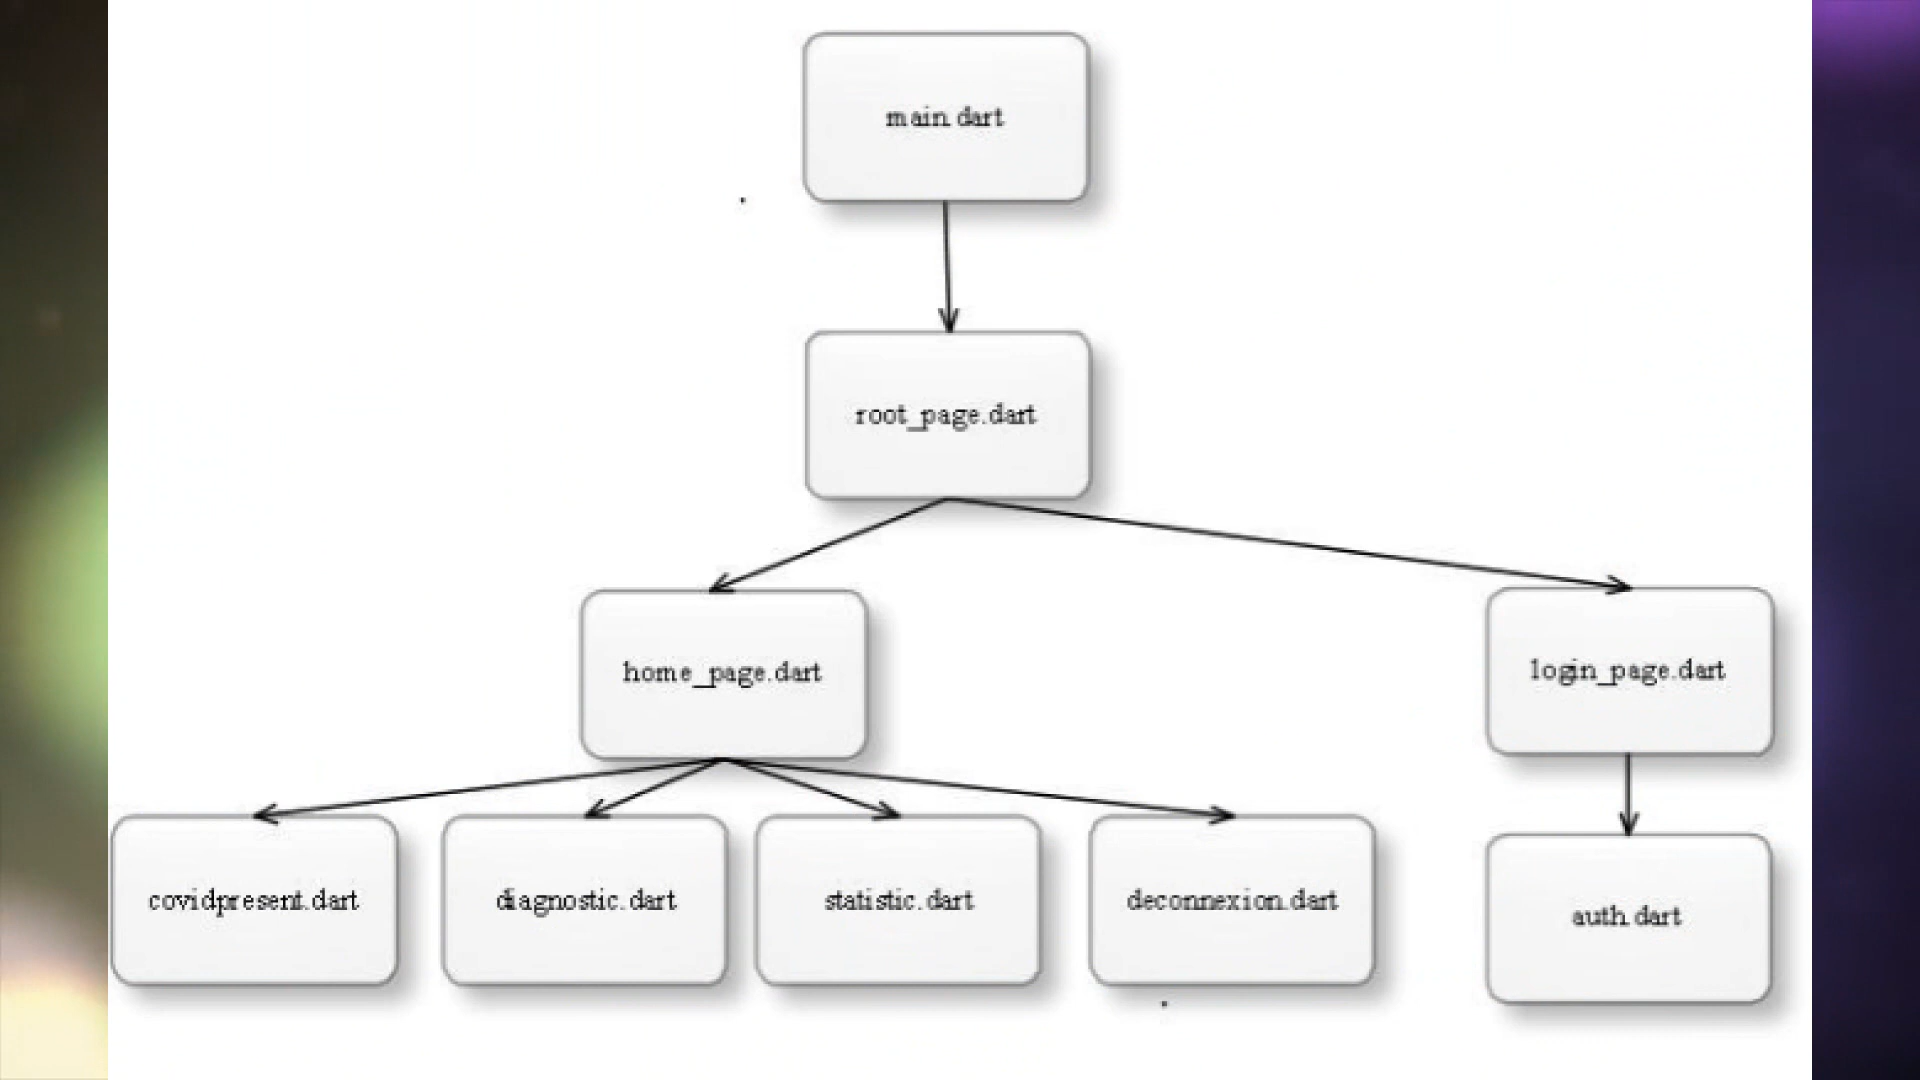 main.dart
root_page.dart
home_page.dart
login_page.dart
covidpresent.dart
diagnostic.dart
statistic.dart
deconnexion.dart
auth.dart